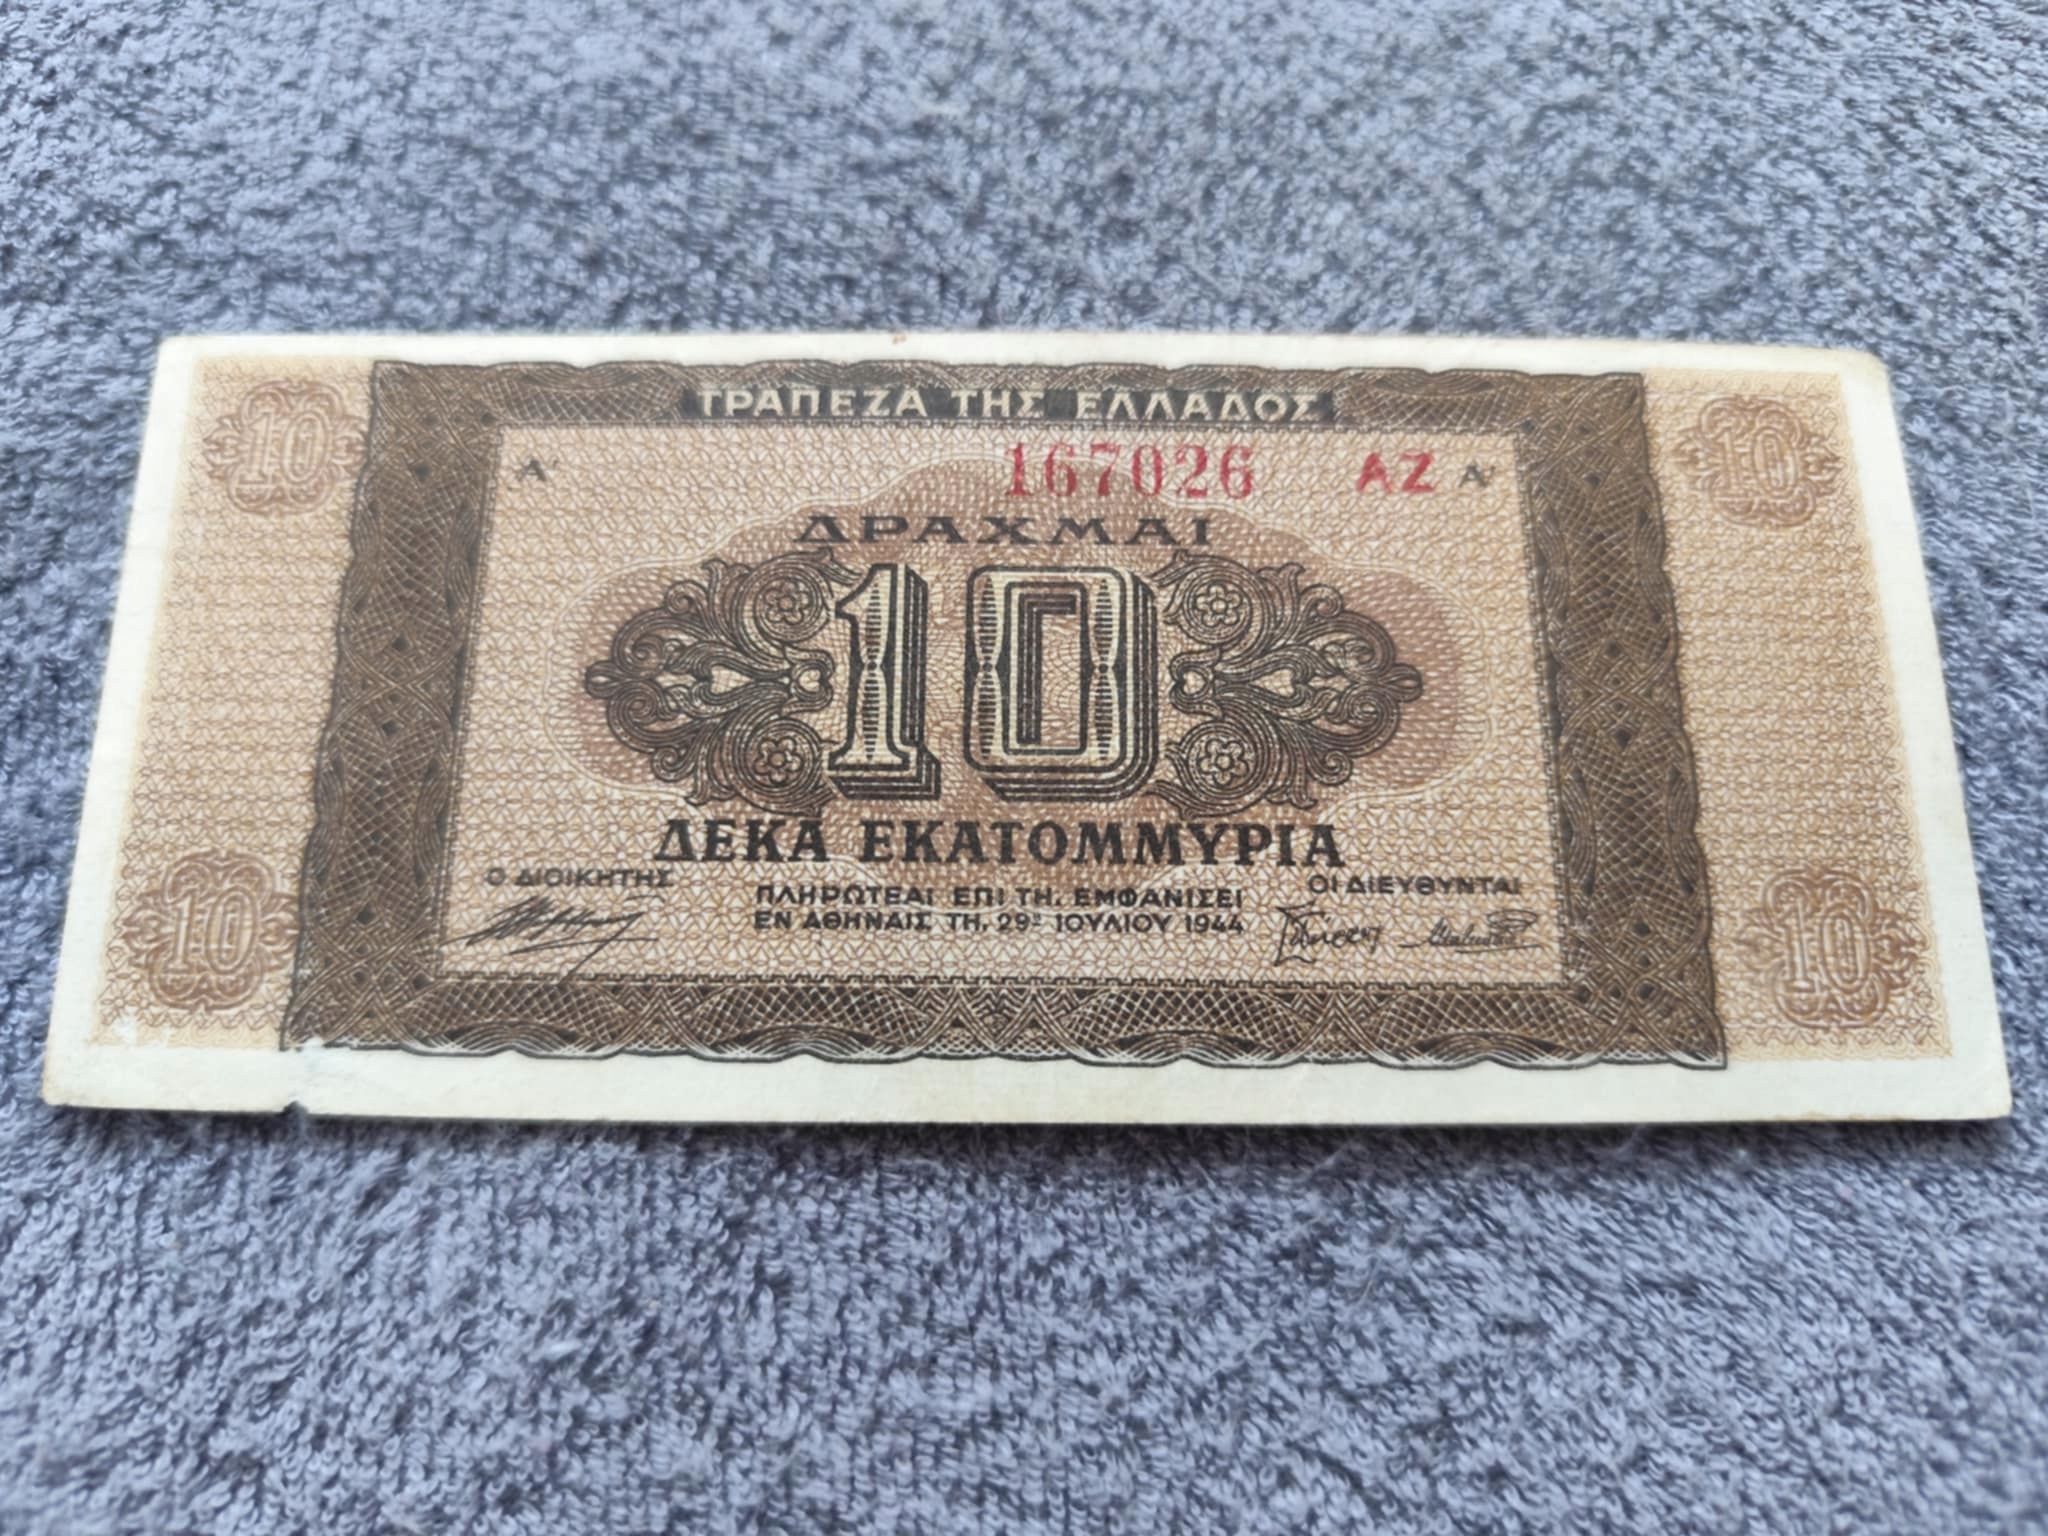 ΤΡΑΠΕΖΑ ΤΗΣ ΕΛΛΑΔΟΣ
10 10
Α' 167026 ΑΖ Α'
ΔΡΑΧΜΑΙ
10
ΔΕΚΑ ΕΚΑΤΟΜΜΥΡΙΑ
Ο ΔΙΟΙΚΗΤΗΣ ΠΛΗΡΩΤΕΑΙ ΕΠΙ ΤΗ, ΕΜΦΑΝΙΣΕΙ ΟΙ ΔΙΕΥΘΥΝΤΑΙ
ΕΝ ΑΘΗΝΑΙΣ ΤΗ, 29ῃ ΙΟΥΛΙΟΥ 1944
10 10